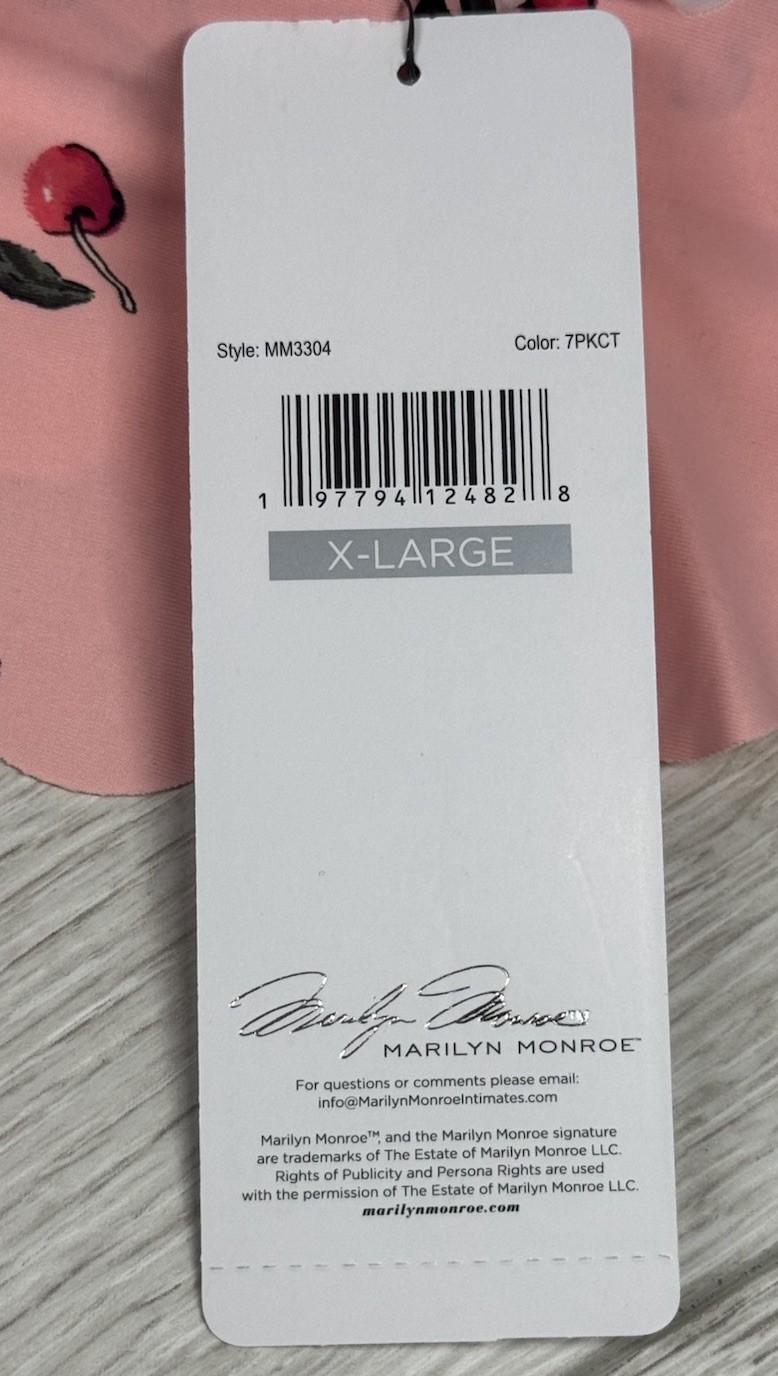 Style: MM3304 Color: 7PKCT
1 97794 12482 8
X-LARGE
Marilyn Monroe
MARILYN MONROE™
For questions or comments please email:
info@MarilynMonroeIntimates.com
Marilyn Monroe™, and the Marilyn Monroe signature
are trademarks of The Estate of Marilyn Monroe LLC.
Rights of Publicity and Persona Rights are used
with the permission of The Estate of Marilyn Monroe LLC.
marilynmonroe.com